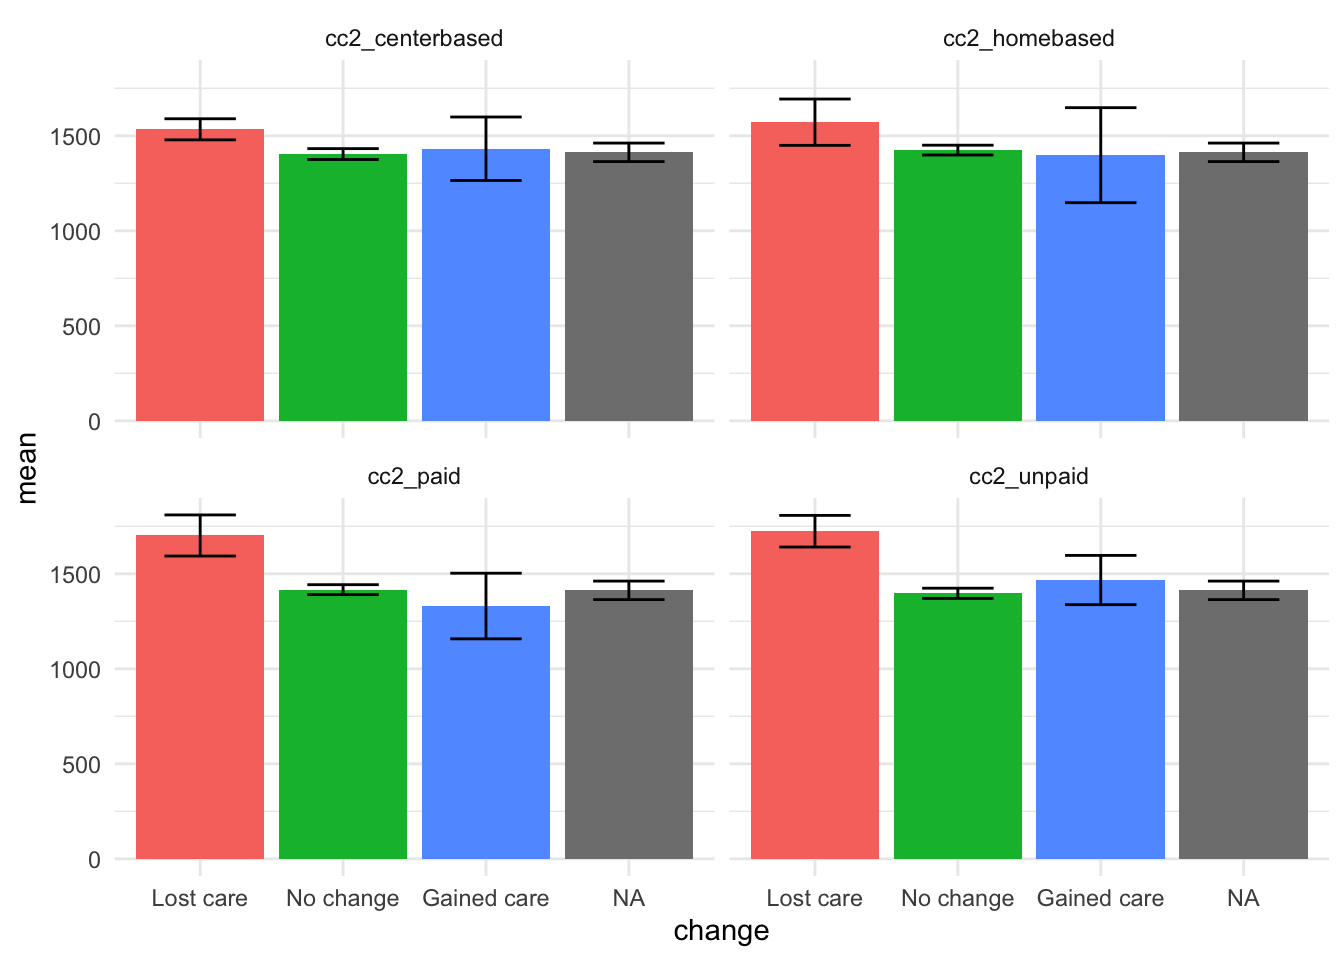 cc2_centerbased
cc2_homebased
1500
1000
500
0
cc2_paid
cc2_unpaid
1500
1000
500
0
mean
Lost care No change Gained care NA
Lost care No change Gained care NA
change